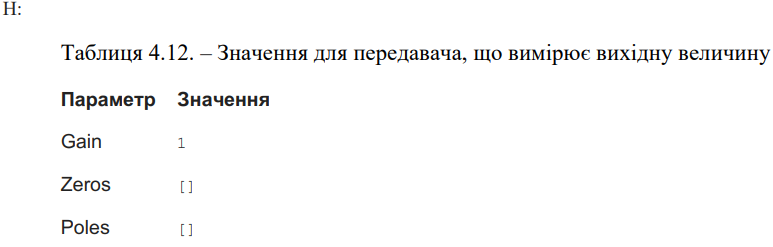 H:
Таблиця 4.12. – Значення для передавача, що вимірює вихідну величину
Параметр Значення
Gain 1
Zeros []
Poles []